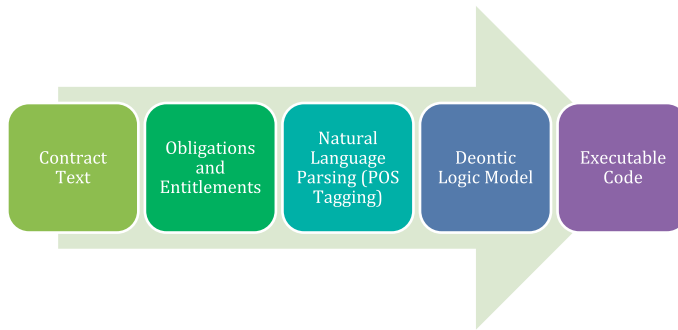 Contract
Text
Obligations
and
Entitlements
Natural
Language
Parsing (POS
Tagging)
Deontic
Logic Model
Executable
Code